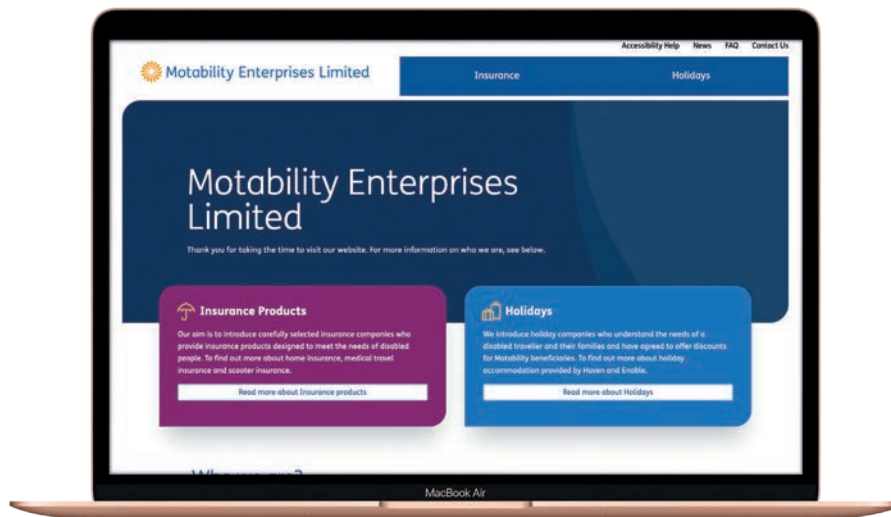 Accessibility Help News FAQ Contact Us
Motability Enterprises Limited Insurance Holidays
Motability Enterprises
Limited
Thank you for taking the time to visit our website. For more information on who we are, see below.
Insurance Products
Our aim is to introduce carefully selected insurance companies who
provide insurance products designed to meet the needs of disabled
people. To find out more about home insurance, medical travel
insurance and scooter insurance.
Read more about Insurance products
Holidays
We introduce holiday companies who understand the needs of a
disabled traveller and their families and have agreed to offer discounts
for Motability beneficiaries. To find out more about holiday
accommodation provided by Haven and Enable.
Read more about Holidays
Who we are?
MacBook Air